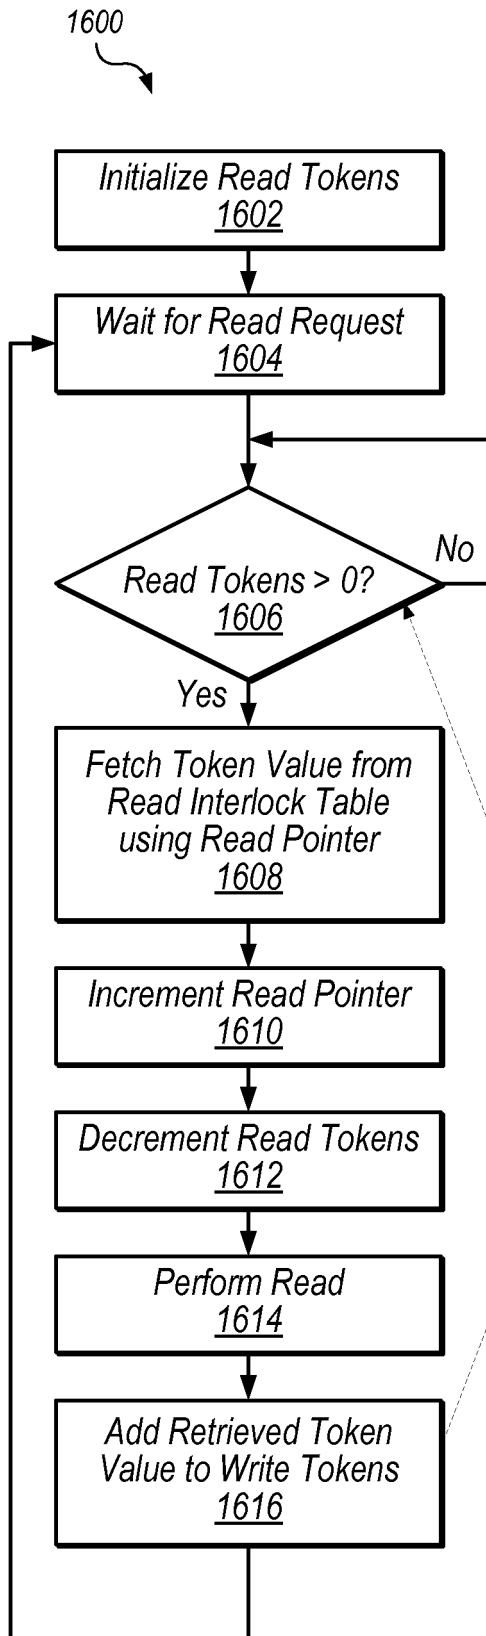 1600
Initialize Read Tokens
1602
Wait for Read Request
1604
Read Tokens > 0?
1606
No
Yes
Fetch Token Value from
Read Interlock Table
using Read Pointer
1608
Increment Read Pointer
1610
Decrement Read Tokens
1612
Perform Read
1614
Add Retrieved Token
Value to Write Tokens
1616